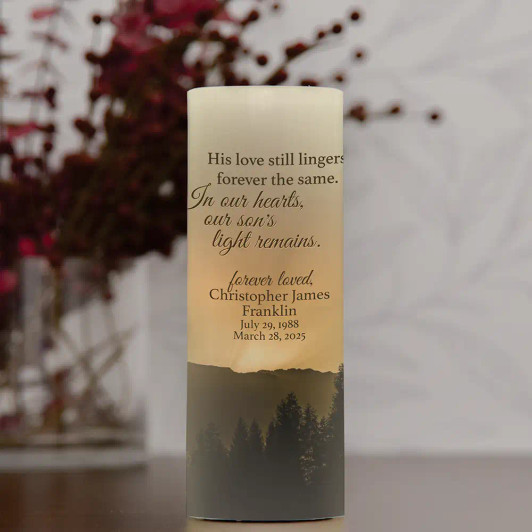 His love still lingers
forever the same.
In our hearts,
our son's
light remains.
forever loved,
Christopher James
Franklin
July 29, 1988
March 28, 2025